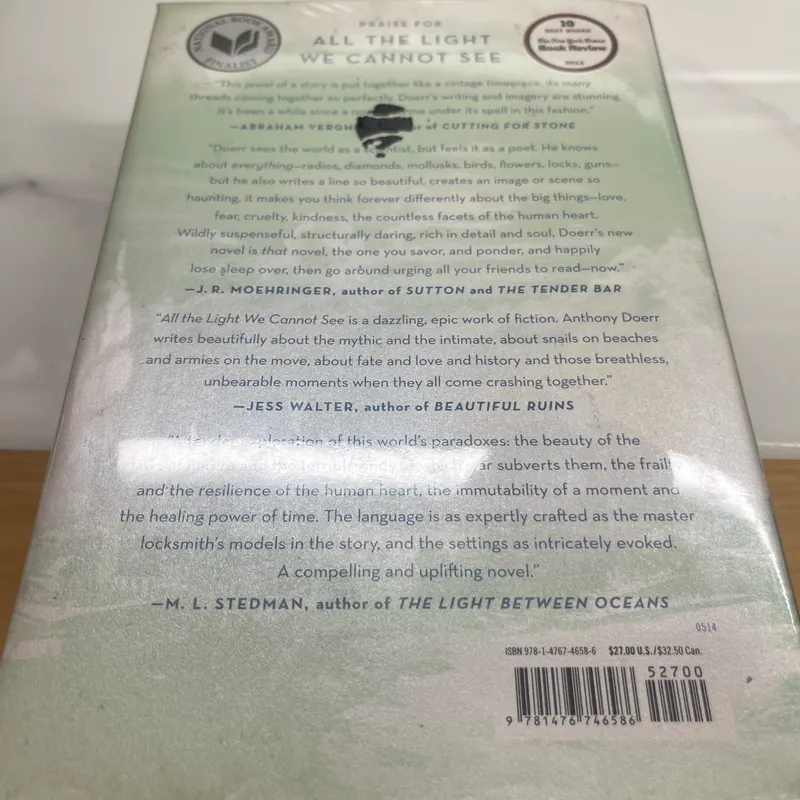 NATIONAL BOOK AWARD
FINALIST
PRAISE FOR
ALL THE LIGHT
WE CANNOT SEE
10
BEST BOOKS
The New York Times
Book Review
2014
"This jewel of a story is put together like a vintage timepiece, its many
threads coming together so perfectly. Doerr's writing and imagery are stunning.
It's been a while since a under its spell in this fashion."
—ABRAHAM of CUTTING FOR STONE
"Doerr sees the world as a but feels it as a poet. He knows
about everything—radios, diamonds, mollusks, birds, flowers, locks, guns—
but he also writes a line so beautiful, creates an image or scene so
haunting, it makes you think forever differently about the big things—love,
fear, cruelty, kindness, the countless facets of the human heart.
Wildly suspenseful, structurally daring, rich in detail and soul, Doerr's new
novel is that novel, the one you savor, and ponder, and happily
lose sleep over, then go around urging all your friends to read—now."
—J. R. MOEHRINGER, author of SUTTON and THE TENDER BAR
"All the Light We Cannot See is a dazzling, epic work of fiction. Anthony Doerr
writes beautifully about the mythic and the intimate, about snails on beaches
and armies on the move, about fate and love and history and those breathless,
unbearable moments when they all come crashing together."
—JESS WALTER, author of BEAUTIFUL RUINS
of this world's paradoxes: the beauty of the
subverts them, the frailty
and the resilience of the human heart, the immutability of a moment and
the healing power of time. The language is as expertly crafted as the master
locksmith's models in the story, and the settings as intricately evoked.
A compelling and uplifting novel."
—M. L. STEDMAN, author of THE LIGHT BETWEEN OCEANS
0514
ISBN 978-1-4767-4658-6 $27.00 U.S./$32.50 Can.
52700
9 781476 746586